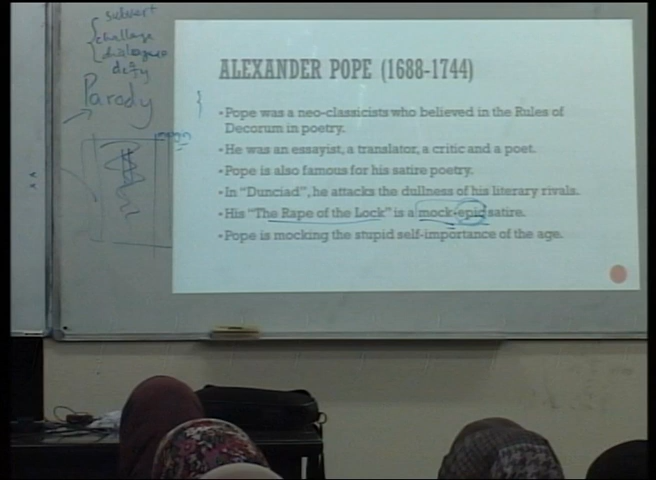 subvert
challenge
dialogue
defy
Parody
ALEXANDER POPE (1688-1744)
•Pope was a neo-classicists who believed in the Rules of
Decorum in poetry.
•He was an essayist, a translator, a critic and a poet.
•Pope is also famous for his satire poetry.
•In “Dunciad”, he attacks the dullness of his literary rivals.
•His “The Rape of the Lock” is a mock-epic satire.
•Pope is mocking the stupid self-importance of the age.